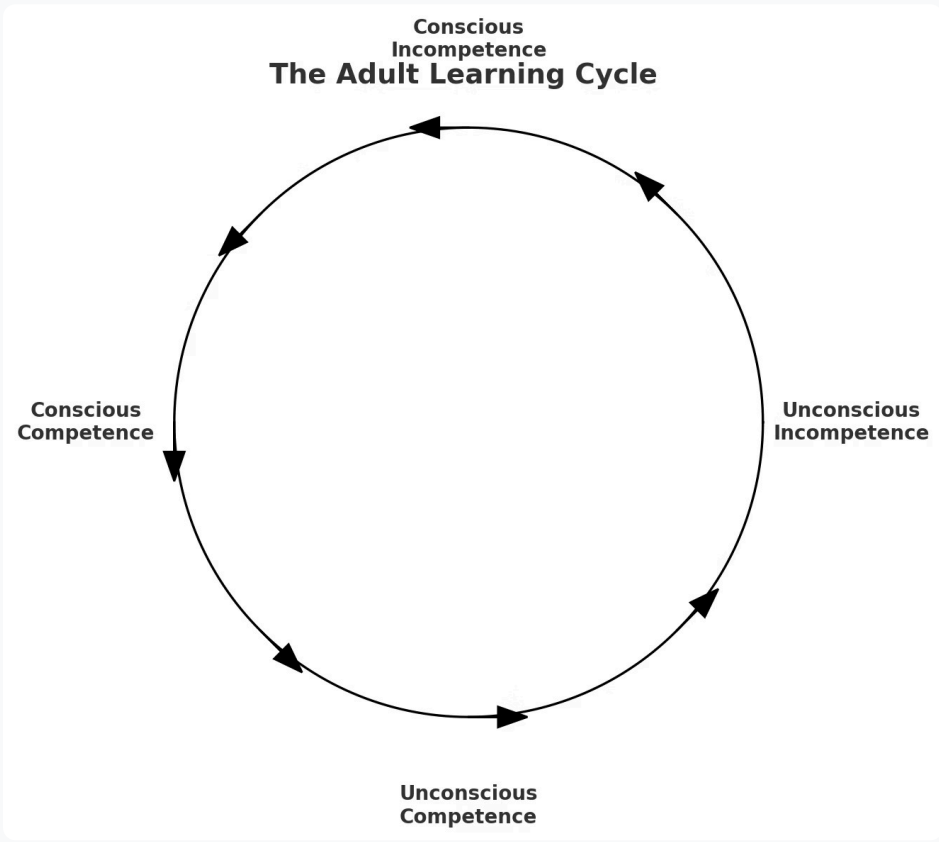 Conscious
Incompetence
The Adult Learning Cycle
Conscious
Competence
Unconscious
Incompetence
Unconscious
Competence